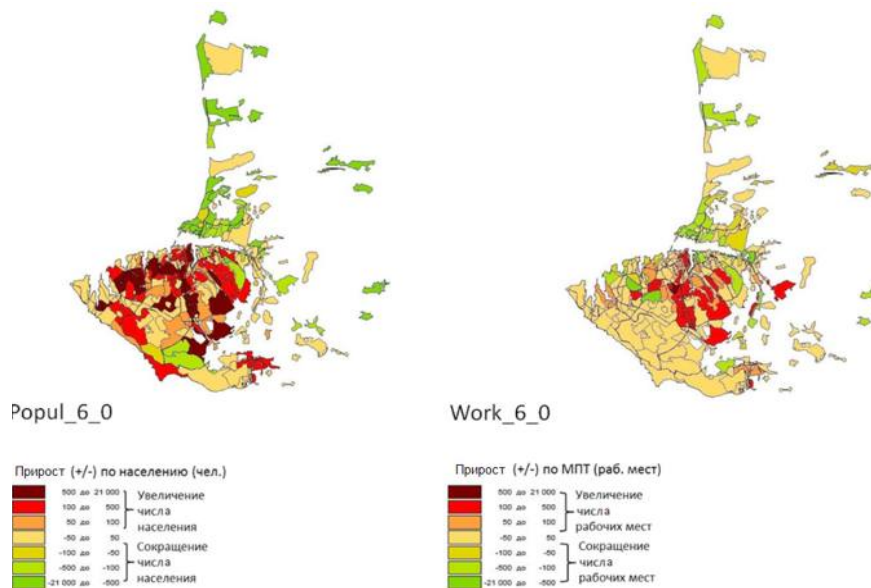 Popul_6_0
Work_6_0
Прирост (+/-) по населению (чел.)
500 до 21 000
100 до 500
50 до 100
-50 до 50
-100 до -50
-500 до -100
-21 000 до -500
Увеличение
числа
населения
Сокращение
числа
населения
Прирост (+/-) по МПТ (раб. мест)
500 до 21 000
100 до 500
50 до 100
-50 до 50
-100 до -50
-500 до -100
-21 000 до -500
Увеличение
числа
рабочих мест
Сокращение
числа
рабочих мест